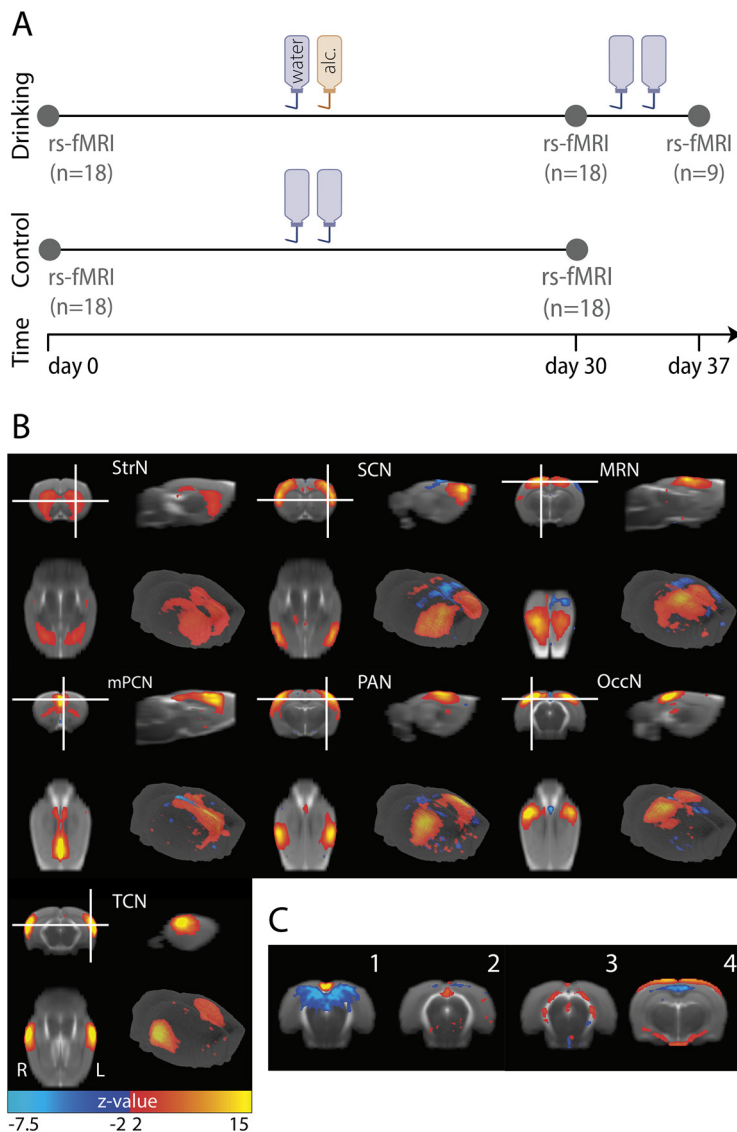 A
Drinking
water
alc.
rs-fMRI
(n=18)
rs-fMRI
(n=18)
rs-fMRI
(n=9)
Control
rs-fMRI
(n=18)
rs-fMRI
(n=18)
Time
day 0
day 30
day 37
B
StrN
SCN
MRN
mPCN
PAN
OccN
TCN
R
L
z-value
-7.5
-2 2
15
C
1
2
3
4